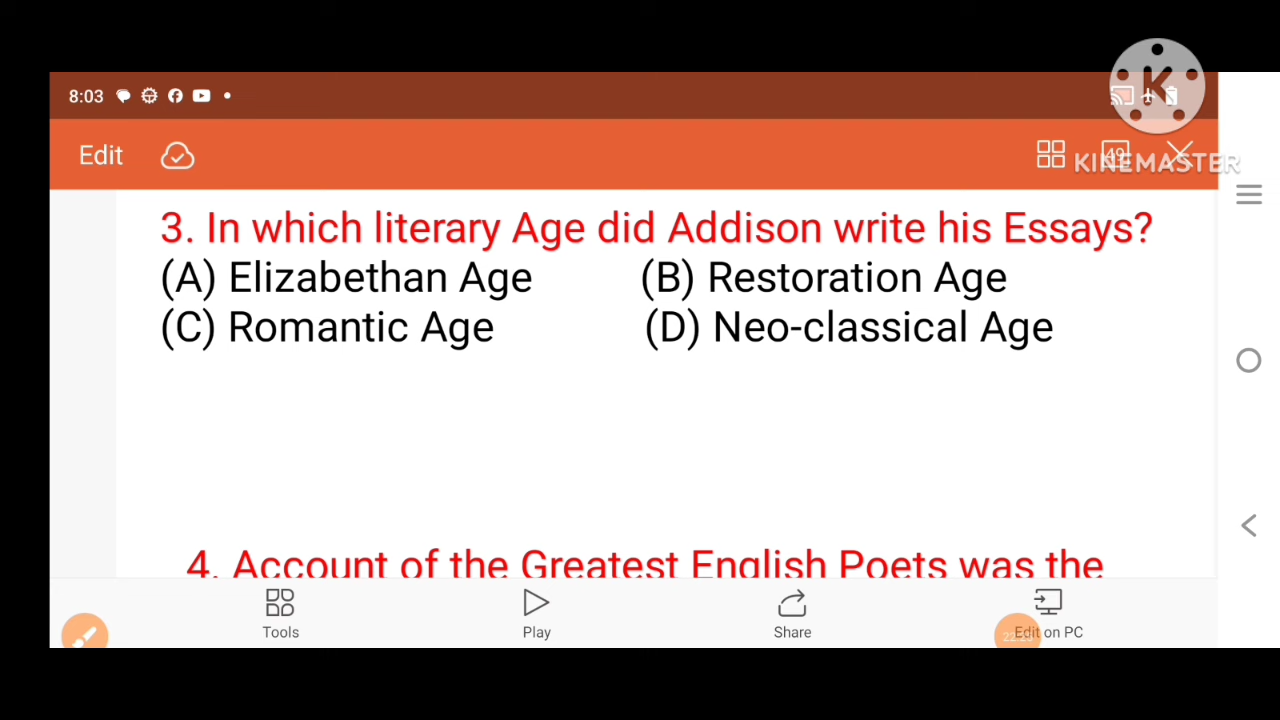 8:03
Edit
49
KINEMASTER
3. In which literary Age did Addison write his Essays?
(A) Elizabethan Age (B) Restoration Age
(C) Romantic Age (D) Neo-classical Age
4. Account of the Greatest English Poets was the
Tools Play Share Edit on PC